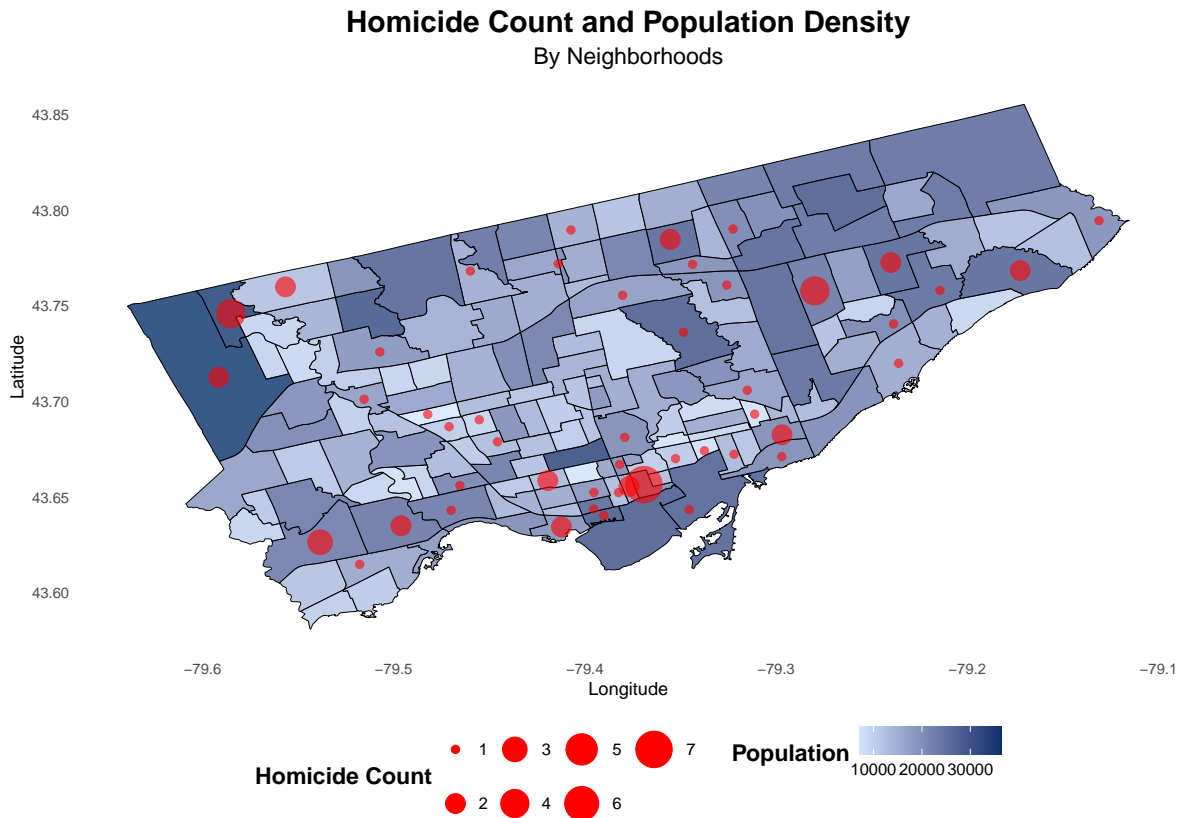 Homicide Count and Population Density
By Neighborhoods
43.85
43.80
43.75
43.70
43.65
43.60
Latitude
−79.6 −79.5 −79.4 −79.3 −79.2 −79.1
Longitude
Homicide Count
1 3 5 7
2 4 6
Population
10000 20000 30000